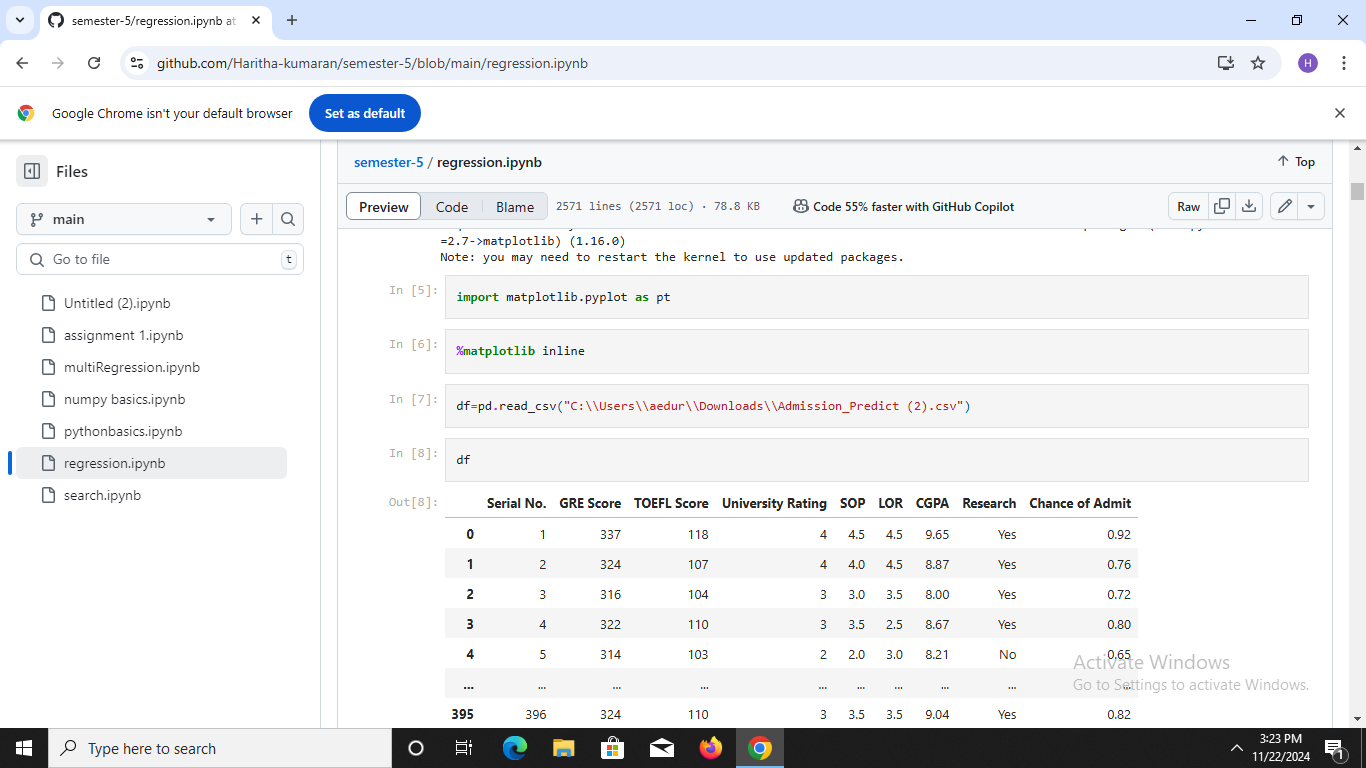 semester-5/regression.ipynb at
github.com/Haritha-kumaran/semester-5/blob/main/regression.ipynb
H
Google Chrome isn't your default browser
Set as default
Files
main
Go to file
t
Untitled (2).ipynb
assignment 1.ipynb
multiRegression.ipynb
numpy basics.ipynb
pythonbasics.ipynb
regression.ipynb
search.ipynb
semester-5 / regression.ipynb
Top
Preview Code Blame 2571 lines (2571 loc) · 78.8 KB Code 55% faster with GitHub Copilot Raw
=2.7->matplotlib) (1.16.0)
Note: you may need to restart the kernel to use updated packages.
In [5]: import matplotlib.pyplot as pt
In [6]: %matplotlib inline
In [7]: df=pd.read_csv("C:\\Users\\aedur\\Downloads\\Admission_Predict (2).csv")
In [8]: df
Out[8]: Serial No. GRE Score TOEFL Score University Rating SOP LOR CGPA Research Chance of Admit
0 1 337 118 4 4.5 4.5 9.65 Yes 0.92
1 2 324 107 4 4.0 4.5 8.87 Yes 0.76
2 3 316 104 3 3.0 3.5 8.00 Yes 0.72
3 4 322 110 3 3.5 2.5 8.67 Yes 0.80
4 5 314 103 2 2.0 3.0 8.21 No 0.65
... ... ... ... ... ... ... ... ... ...
395 396 324 110 3 3.5 3.5 9.04 Yes 0.82
Activate Windows
Go to Settings to activate Windows.
Type here to search
3:23 PM
11/22/2024
1